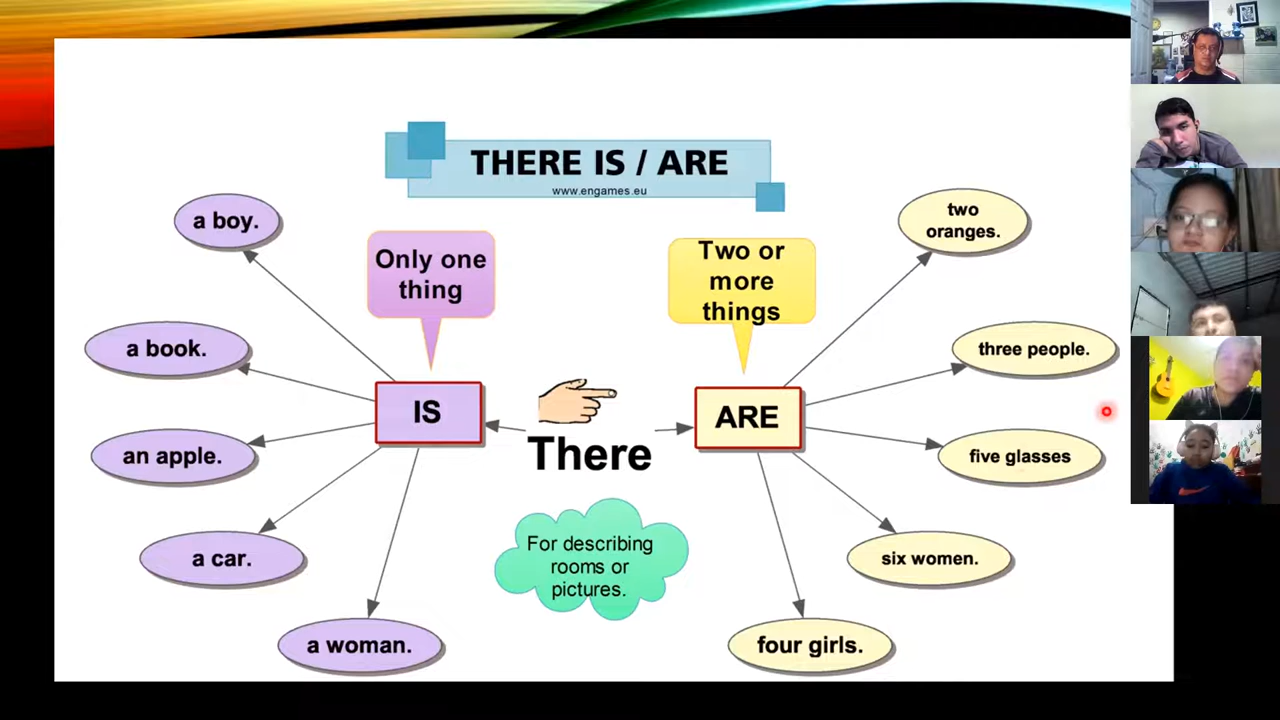 THERE IS / ARE
www.engames.eu
a boy.
Only one
thing
Two or
more
things
two
oranges.
a book.
three people.
IS
ARE
There
an apple.
five glasses
For describing
rooms or
pictures.
a car.
six women.
a woman.
four girls.